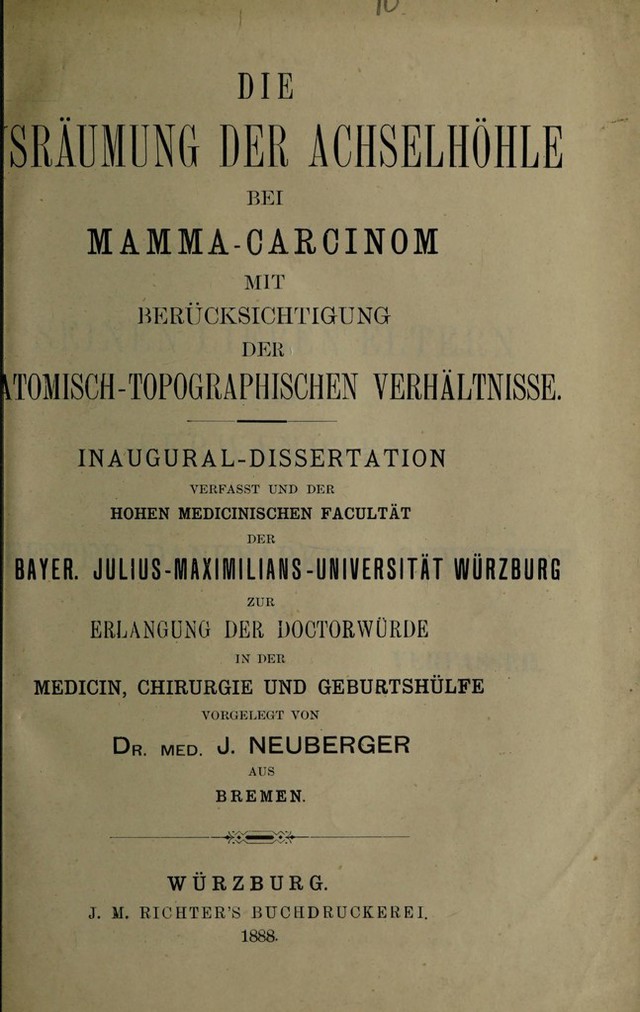 10
DIE
SRÄUMUNG DER ACHSELHÖHLE
BEI
MAMMA-CARCINOM
MIT
BERÜCKSICHTIGUNG
DER
ATOMISCH-TOPOGRAPHISCHEN VERHÄLTNISSE.
INAUGURAL-DISSERTATION
VERFASST UND DER
HOHEN MEDICINISCHEN FACULTÄT
DER
BAYER. JULIUS-MAXIMILIANS-UNIVERSITÄT WÜRZBURG
ZUR
ERLANGUNG DER DOCTORWÜRDE
IN DER
MEDICIN, CHIRURGIE UND GEBURTSHÜLFE
VORGELEGT VON
DR. MED. J. NEUBERGER
AUS
BREMEN.
WÜRZBURG.
J. M. RICHTER'S BUCHDRUCKEREI.
1888.